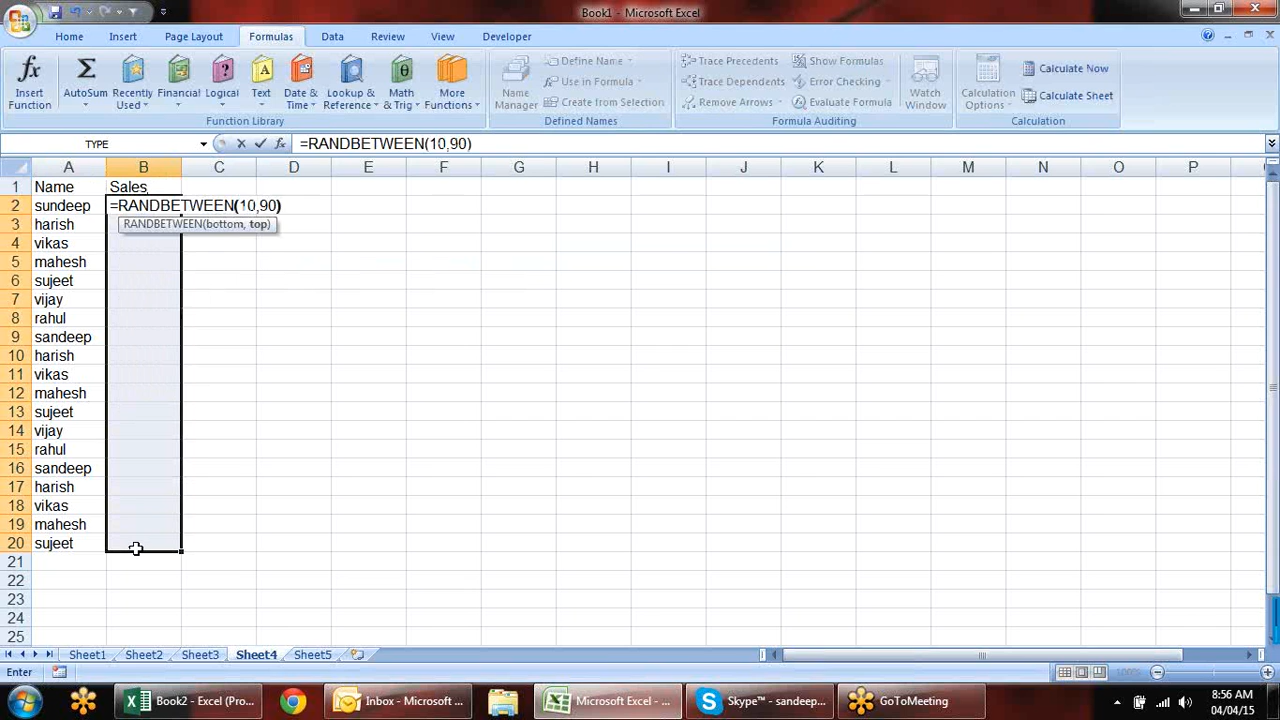 Book1 - Microsoft Excel
Home Insert Page Layout Formulas Data Review View Developer
fx Insert Function
Σ AutoSum
Recently Used
Financial
? Logical
A Text
Date & Time
Lookup & Reference
θ Math & Trig
More Functions
Function Library
Name Manager
Define Name
Use in Formula
Create from Selection
Defined Names
Trace Precedents
Trace Dependents
Remove Arrows
Show Formulas
Error Checking
Evaluate Formula
Formula Auditing
Watch Window
Calculation Options
Calculate Now
Calculate Sheet
Calculation
TYPE fx =RANDBETWEEN(10,90)
A B C D E F G H I J K L M N O P
1 Name Sales
2 sundeep =RANDBETWEEN(10,90)
RANDBETWEEN(bottom, top)
3 harish
4 vikas
5 mahesh
6 sujeet
7 vijay
8 rahul
9 sandeep
10 harish
11 vikas
12 mahesh
13 sujeet
14 vijay
15 rahul
16 sandeep
17 harish
18 vikas
19 mahesh
20 sujeet
21
22
23
24
25
Sheet1 Sheet2 Sheet3 Sheet4 Sheet5
Enter 100%
Book2 - Excel (Pro... Inbox - Microsoft ... Microsoft Excel - ... Skype™ - sandeep... GoToMeeting
8:56 AM
04/04/15